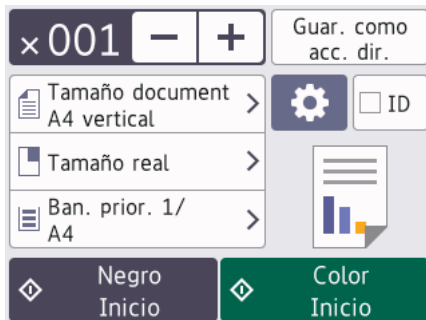 ×001 − +
Guar. como
acc. dir.
Tamaño document
A4 vertical
ID
Tamaño real
Ban. prior. 1/
A4
Negro
Inicio
Color
Inicio